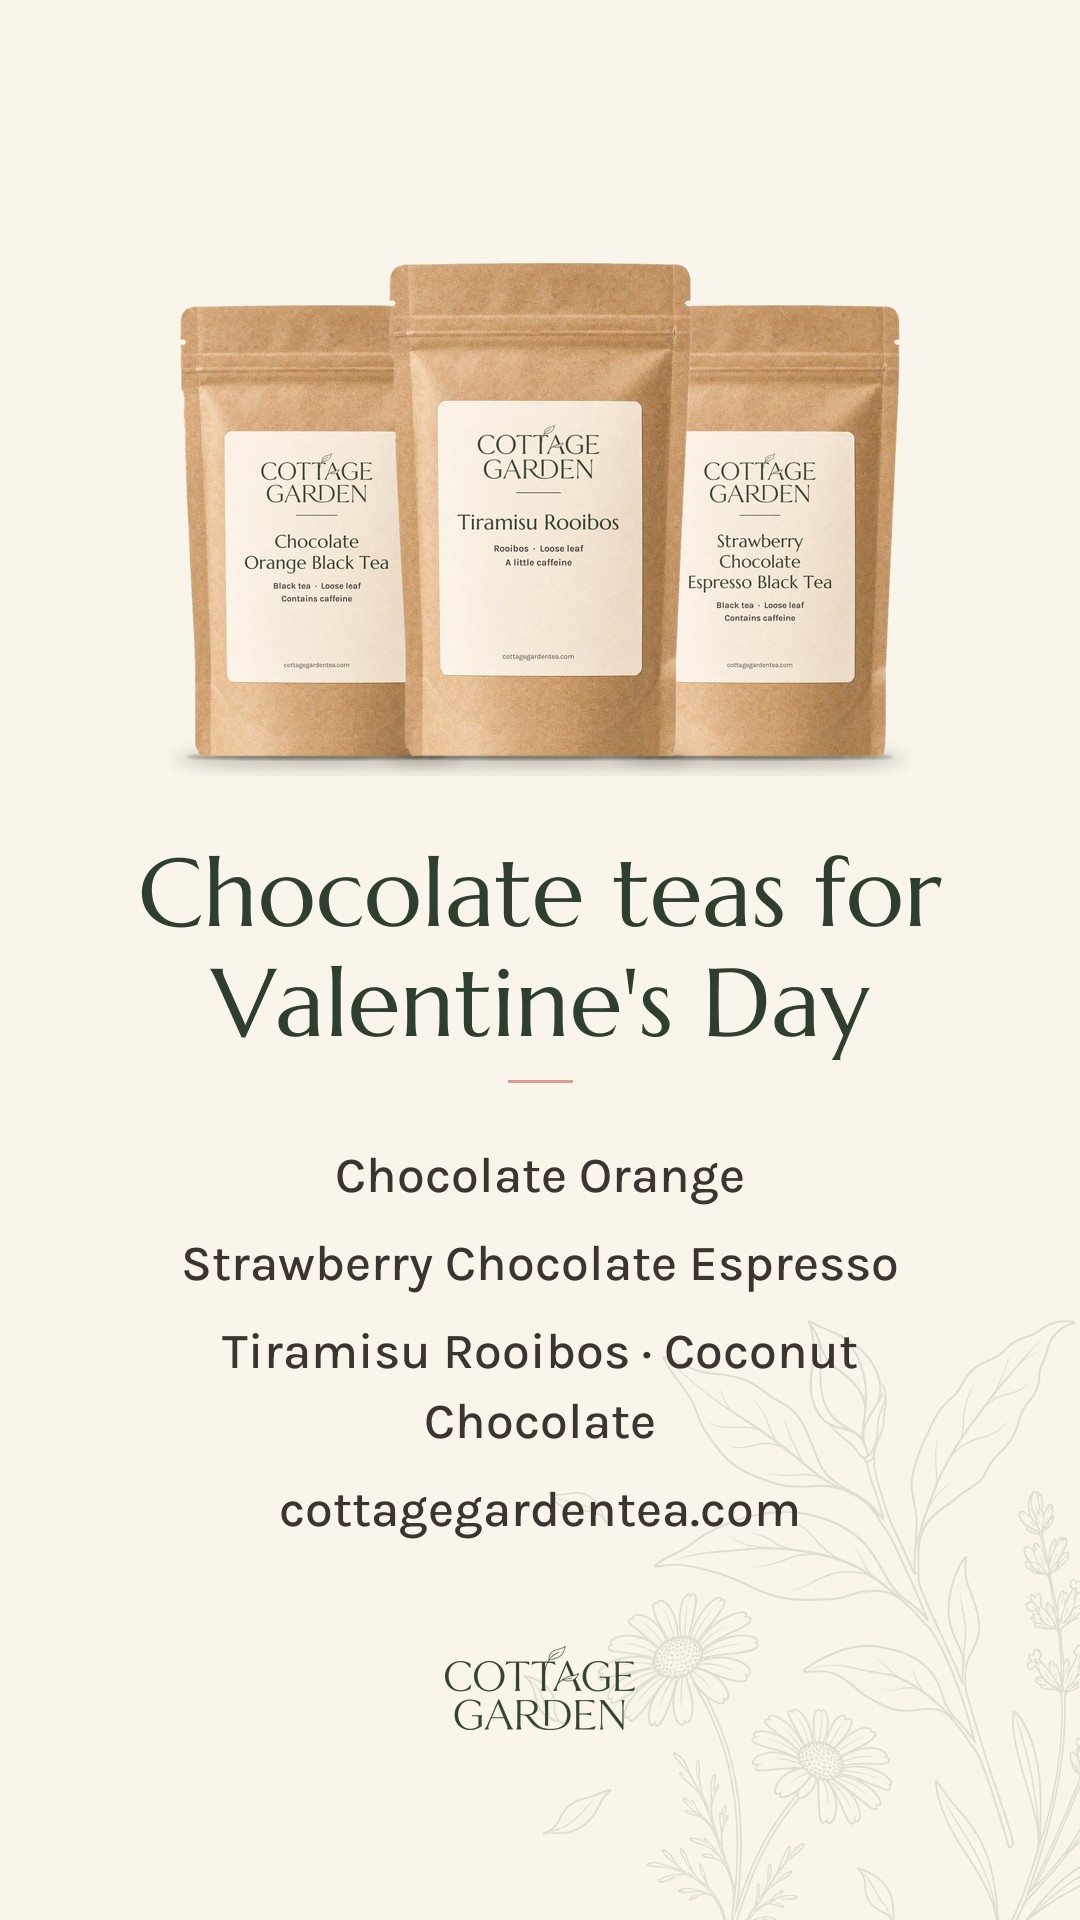 COTTAGE
GARDEN
Chocolate
Orange Black Tea
Black tea · Loose leaf
Contains caffeine
cottagegardentea.com
COTTAGE
GARDEN
Tiramisu Rooibos
Rooibos · Loose leaf
A little caffeine
cottagegardentea.com
COTTAGE
GARDEN
Strawberry
Chocolate
Espresso Black Tea
Black tea · Loose leaf
Contains caffeine
cottagegardentea.com
Chocolate teas for
Valentine's Day
Chocolate Orange
Strawberry Chocolate Espresso
Tiramisu Rooibos · Coconut
Chocolate
cottagegardentea.com
COTTAGE
GARDEN